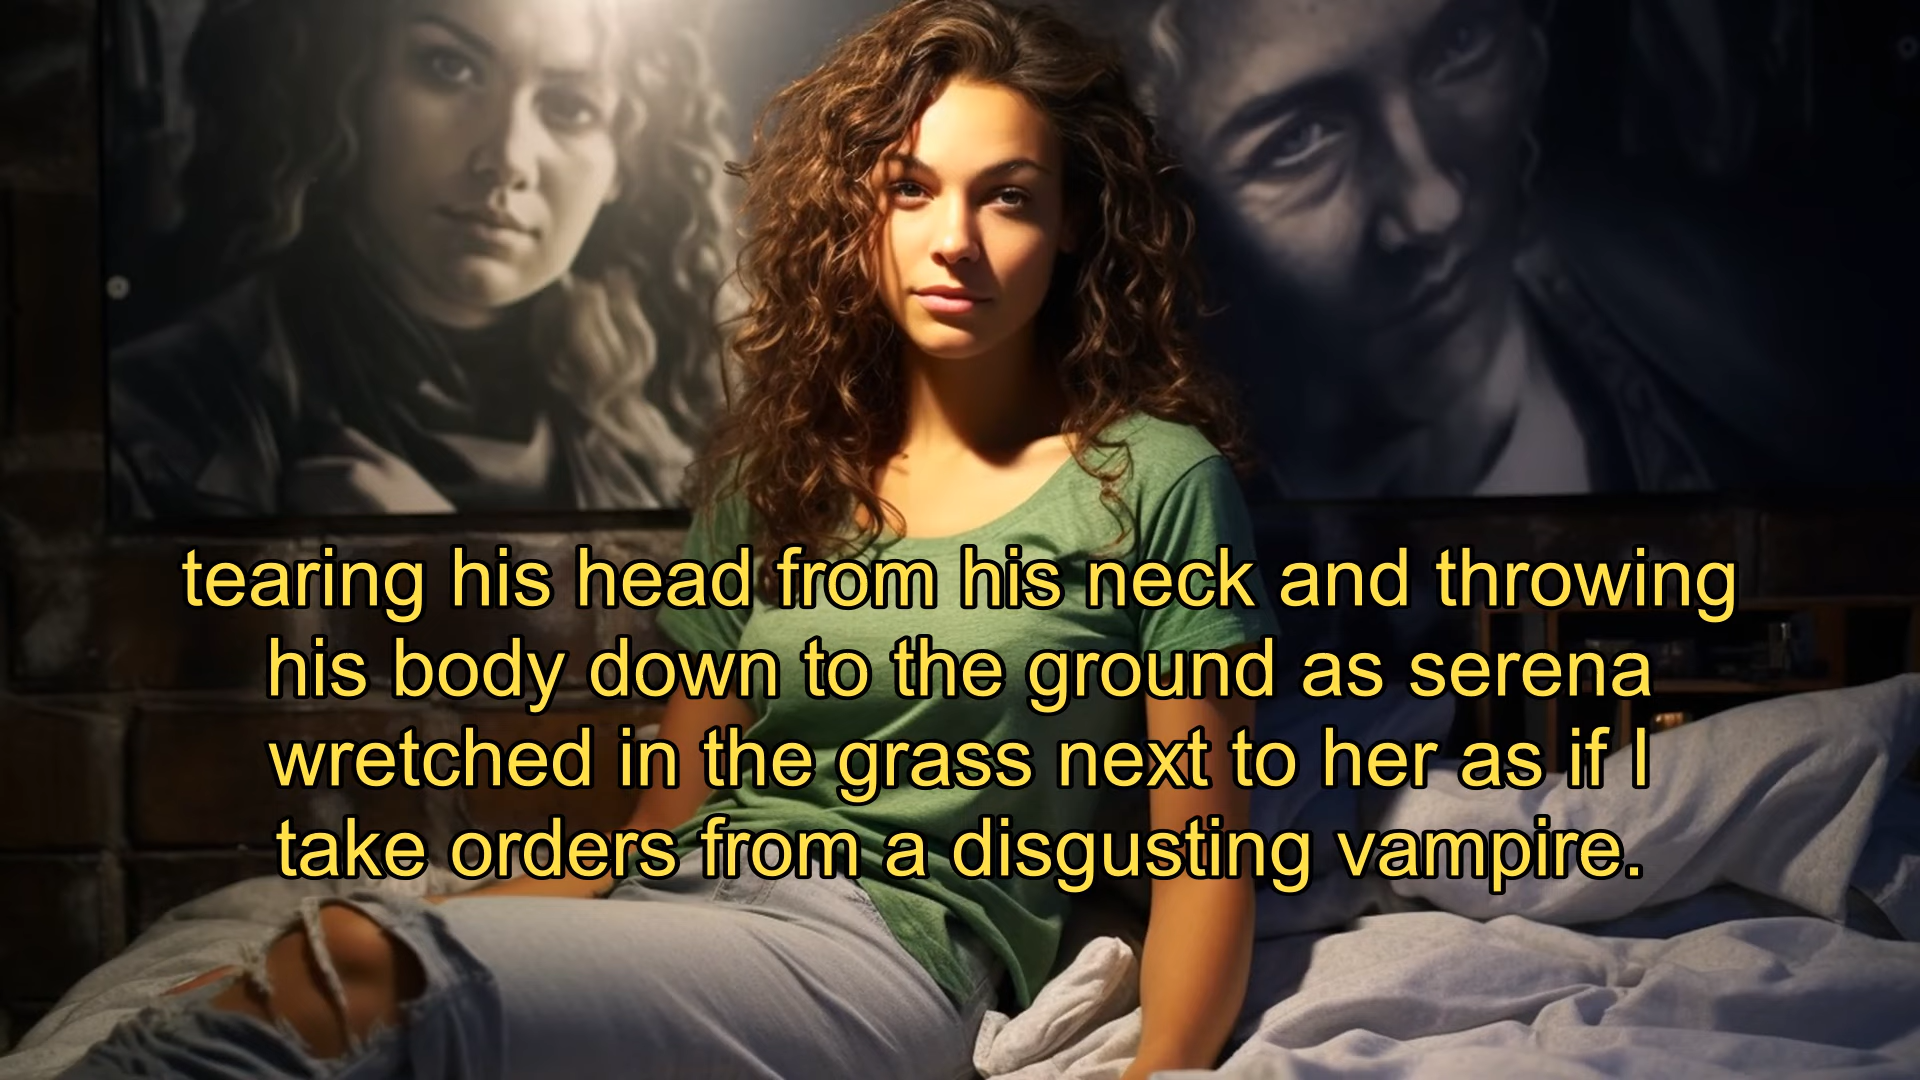 tearing his head from his neck and throwing
his body down to the ground as serena
wretched in the grass next to her as if I
take orders from a disgusting vampire.